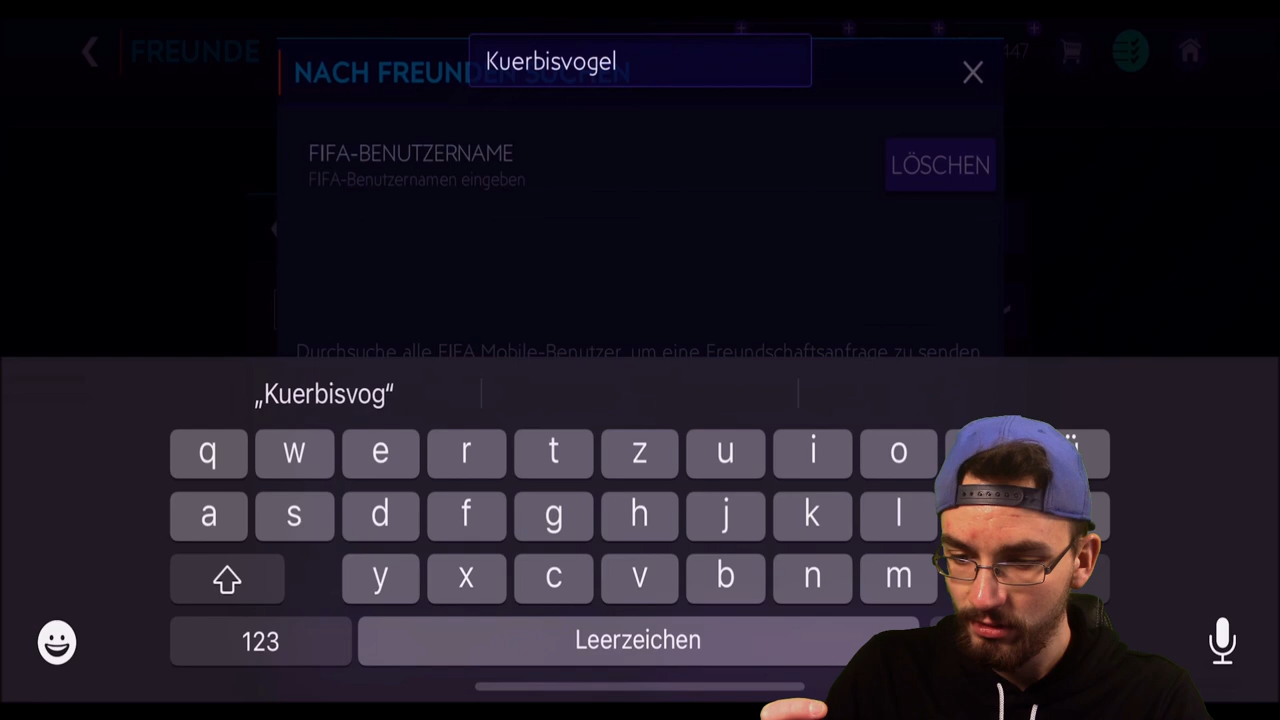 FREUNDE
Kuerbisvogel
447
NACH FREUNDEN SUCHEN
FIFA-BENUTZERNAME
LÖSCHEN
FIFA-Benutzernamen eingeben
Durchsuche alle FIFA Mobile-Benutzer, um eine Freundschaftsanfrage zu senden
„Kuerbisvog“
q w e r t z u i o ü
a s d f g h j k l
y x c v b n m
123 Leerzeichen